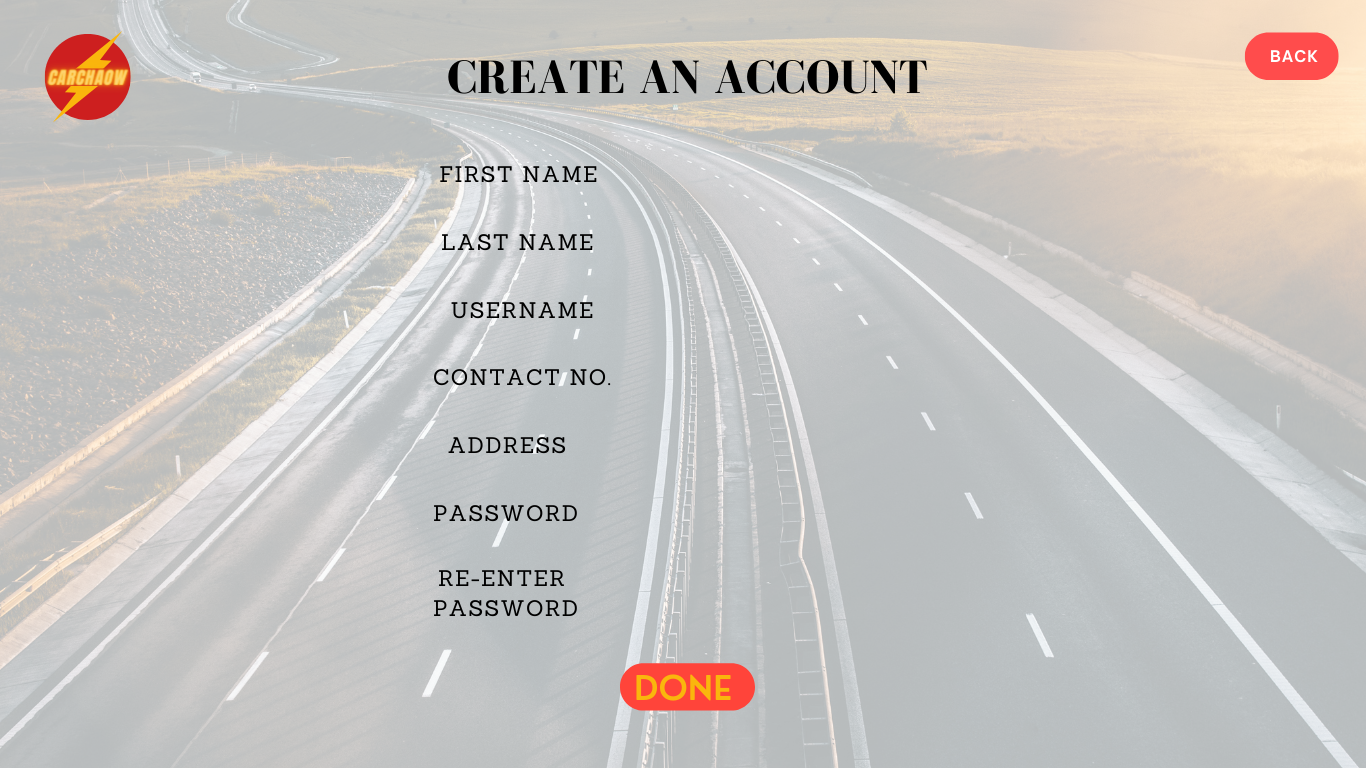 CARCHAOW
CREATE AN ACCOUNT
BACK
FIRST NAME
LAST NAME
USERNAME
CONTACT NO.
ADDRESS
PASSWORD
RE-ENTER
PASSWORD
DONE